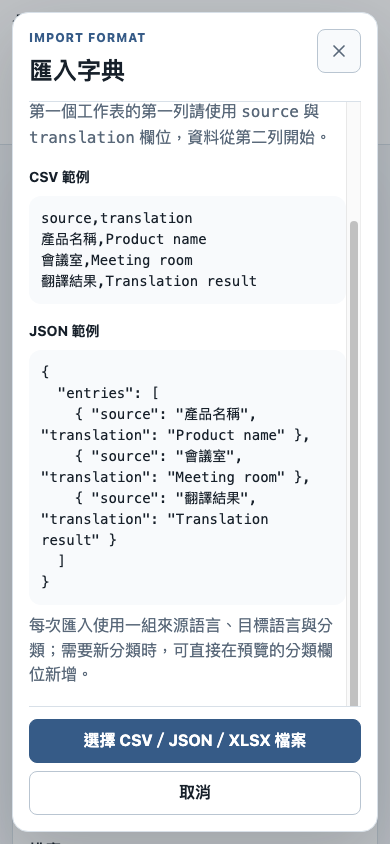 IMPORT FORMAT
匯入字典
第一個工作表的第一列請使用 source 與
translation 欄位，資料從第二列開始。
CSV 範例
source,translation
產品名稱,Product name
會議室,Meeting room
翻譯結果,Translation result
JSON 範例
{
  "entries": [
    { "source": "產品名稱",
"translation": "Product name" },
    { "source": "會議室",
"translation": "Meeting room" },
    { "source": "翻譯結果",
"translation": "Translation
result" }
  ]
}
每次匯入使用一組來源語言、目標語言與分
類；需要新分類時，可直接在預覽的分類欄
位新增。
選擇 CSV / JSON / XLSX 檔案
取消